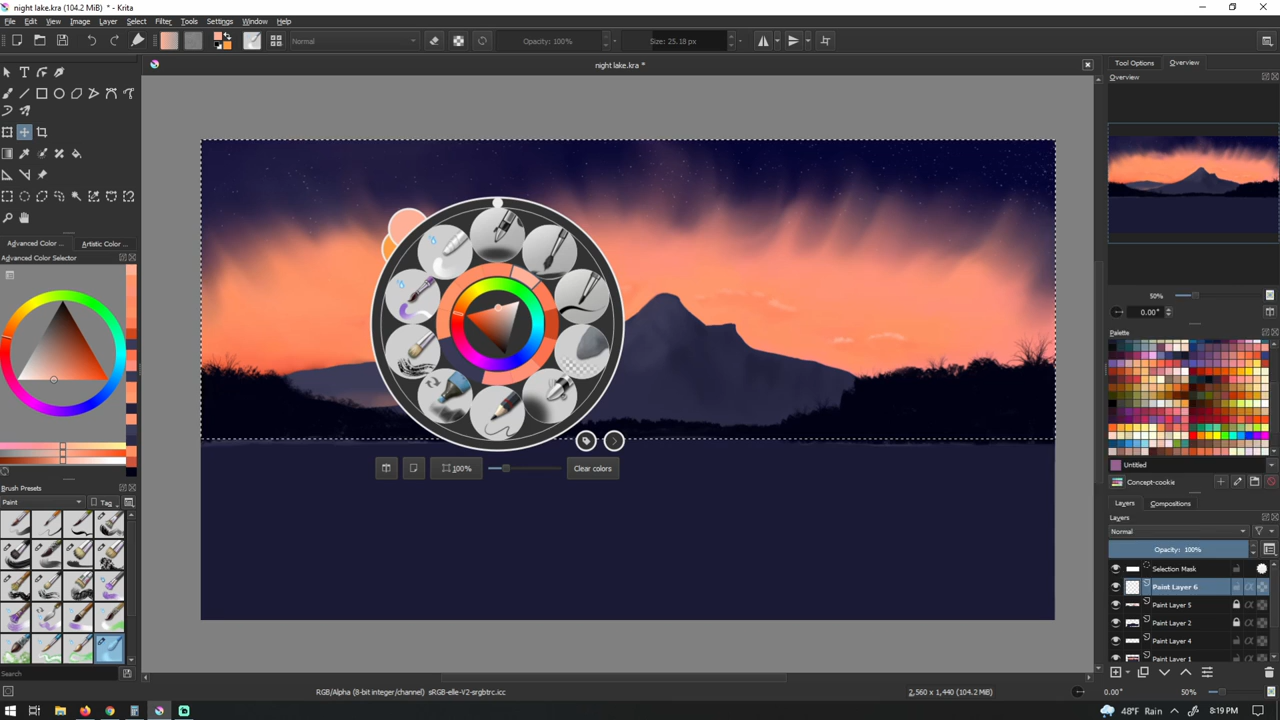 night lake.kra (104.2 MiB) * - Krita
File Edit View Image Layer Select Filter Tools Settings Window Help
Normal
Opacity: 100%
Size: 25.18 px
night lake.kra *
Tool Options Overview
Overview
50%
0.00°
Palette
Untitled
Concept-cookie
Layers Compositions
Layers
Normal
Opacity: 100%
Selection Mask
Paint Layer 6
Paint Layer 5
Paint Layer 2
Paint Layer 4
Paint Layer 1
Advanced Color ... Artistic Color ...
Advanced Color Selector
Brush Presets
Paint
Tag
Search
100%
Clear colors
RGB/Alpha (8-bit integer/channel) sRGB-elle-V2-srgbtrc.icc
2,560 x 1,440 (104.2 MiB)
0.00°
50%
48°F Rain
8:19 PM